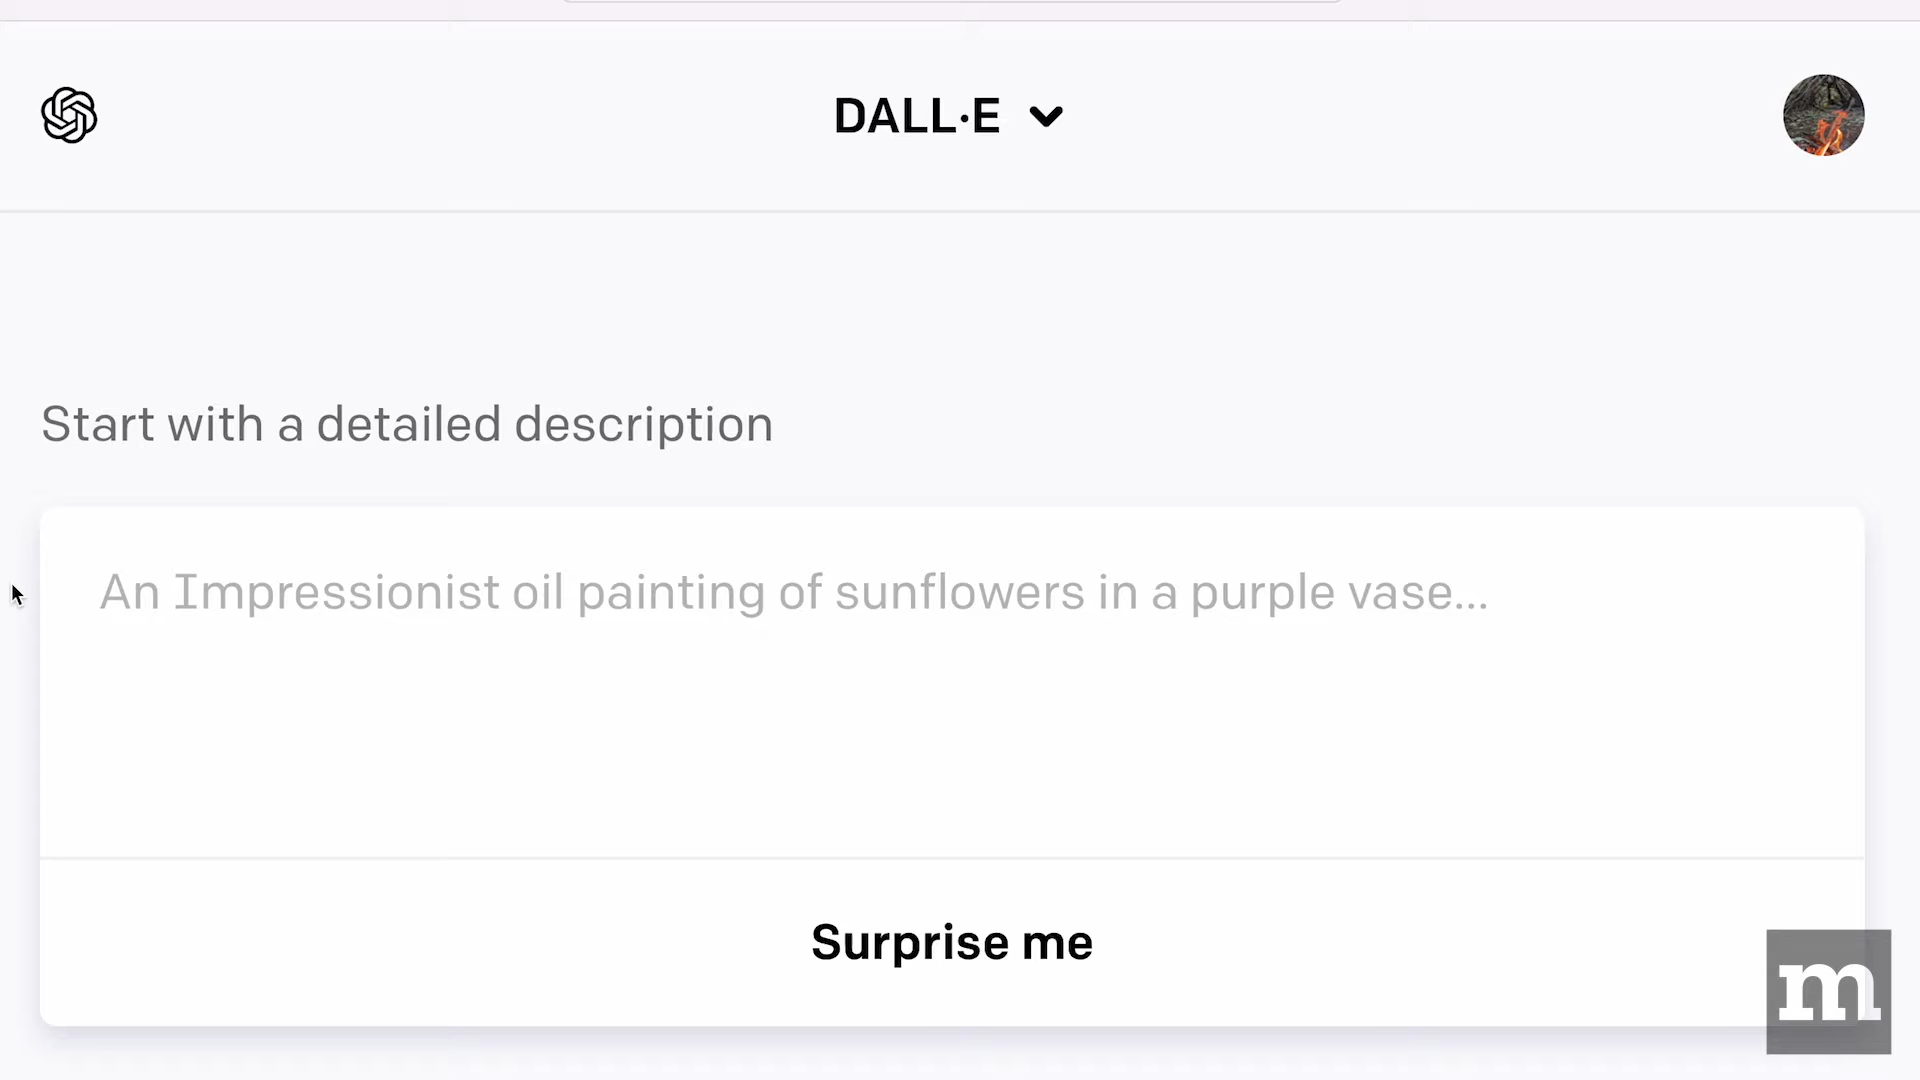 DALL·E
Start with a detailed description
An Impressionist oil painting of sunflowers in a purple vase...
Surprise me
m